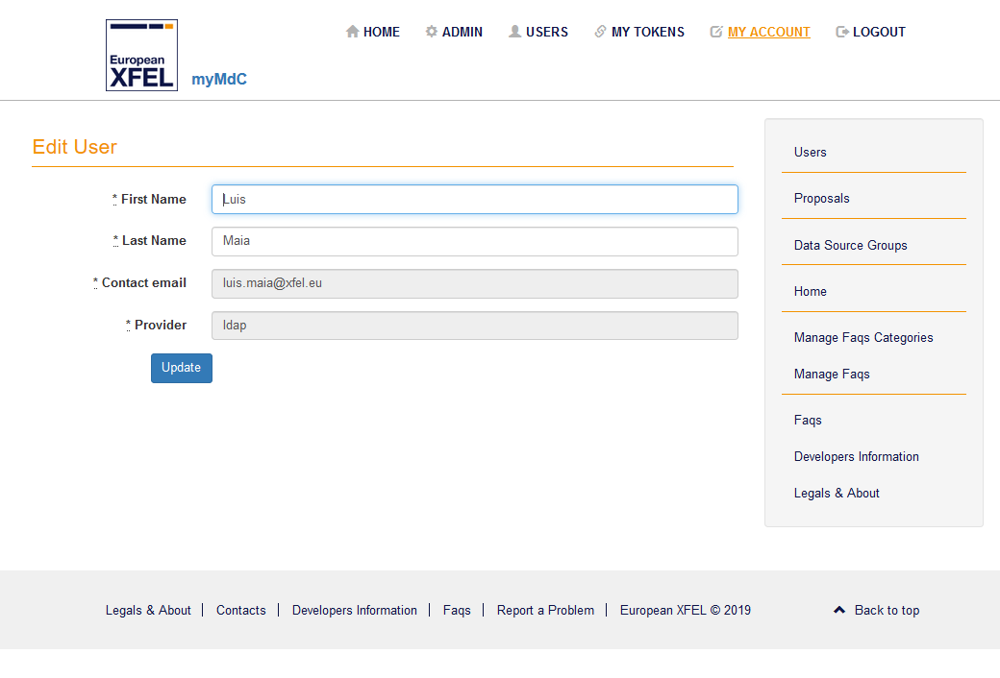 HOME ADMIN USERS MY TOKENS MY ACCOUNT LOGOUT
European
XFEL
myMdC
Edit User
* First Name Luis
* Last Name Maia
* Contact email luis.maia@xfel.eu
* Provider ldap
Update
Users
Proposals
Data Source Groups
Home
Manage Faqs Categories
Manage Faqs
Faqs
Developers Information
Legals & About
Legals & About | Contacts | Developers Information | Faqs | Report a Problem | European XFEL © 2019 Back to top